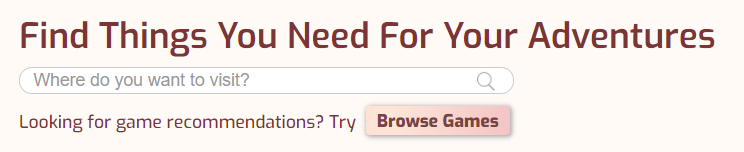 Find Things You Need For Your Adventures
Where do you want to visit?
Looking for game recommendations? Try Browse Games